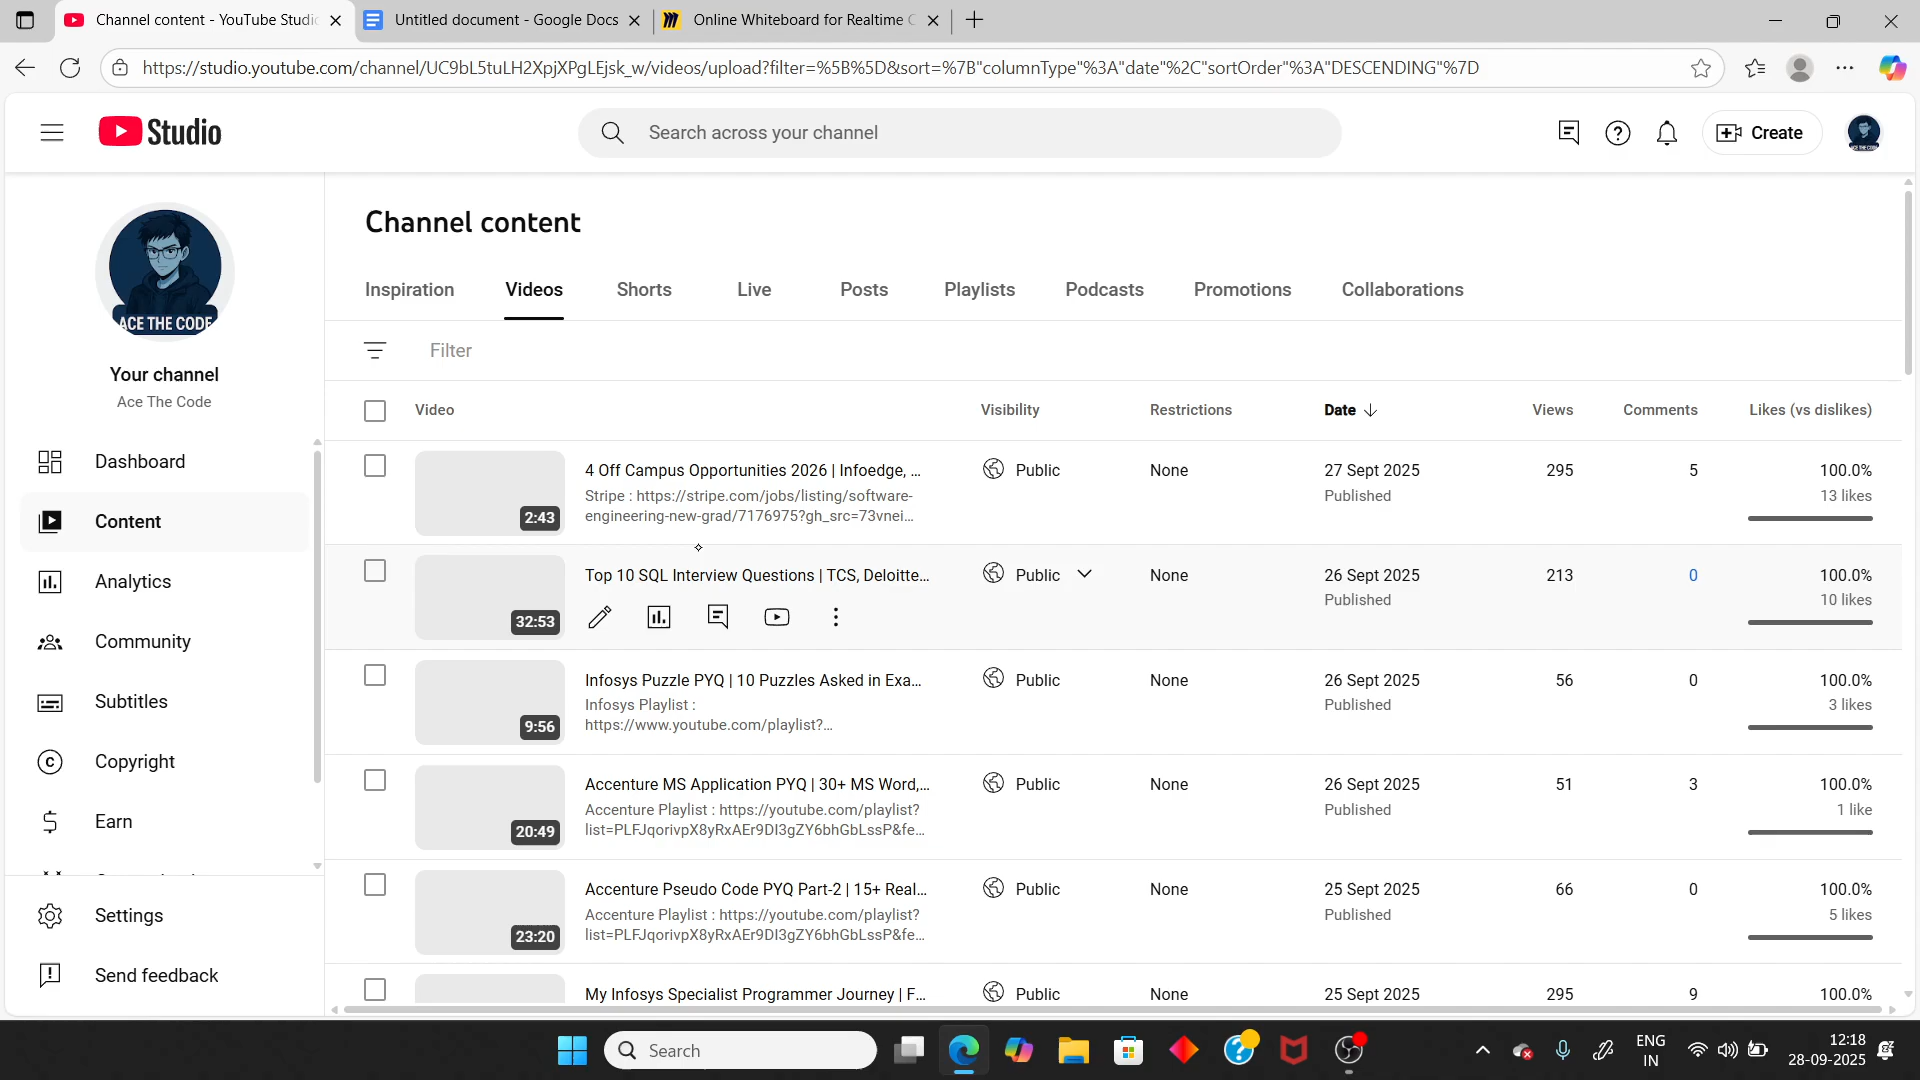 Channel content - YouTube Studio
Untitled document - Google Docs
Online Whiteboard for Realtime C
https://studio.youtube.com/channel/UC9bL5tuLH2XpjXPgLEjsk_w/videos/upload?filter=%5B%5D&sort=%7B"columnType"%3A"date"%2C"sortOrder"%3A"DESCENDING"%7D
Studio
Search across your channel
Create
ACE THE CODE
Your channel
Ace The Code
Dashboard
Content
Analytics
Community
Subtitles
Copyright
Earn
Settings
Send feedback
Channel content
Inspiration Videos Shorts Live Posts Playlists Podcasts Promotions Collaborations
Filter
Video Visibility Restrictions Date Views Comments Likes (vs dislikes)
4 Off Campus Opportunities 2026 | Infoedge, ... Public None 27 Sept 2025 295 5 100.0%
Stripe : https://stripe.com/jobs/listing/software- Published 13 likes
engineering-new-grad/7176975?gh_src=73vnei...
2:43
Top 10 SQL Interview Questions | TCS, Deloitte... Public None 26 Sept 2025 213 0 100.0%
Published 10 likes
32:53
Infosys Puzzle PYQ | 10 Puzzles Asked in Exa... Public None 26 Sept 2025 56 0 100.0%
Infosys Playlist : Published 3 likes
https://www.youtube.com/playlist?...
9:56
Accenture MS Application PYQ | 30+ MS Word,... Public None 26 Sept 2025 51 3 100.0%
Accenture Playlist : https://youtube.com/playlist? Published 1 like
list=PLFJqorivpX8yRxAEr9DI3gZY6bhGbLssP&fe...
20:49
Accenture Pseudo Code PYQ Part-2 | 15+ Real... Public None 25 Sept 2025 66 0 100.0%
Accenture Playlist : https://youtube.com/playlist? Published 5 likes
list=PLFJqorivpX8yRxAEr9DI3gZY6bhGbLssP&fe...
23:20
My Infosys Specialist Programmer Journey | F... Public None 25 Sept 2025 295 9 100.0%
Search
ENG
IN
12:18
28-09-2025